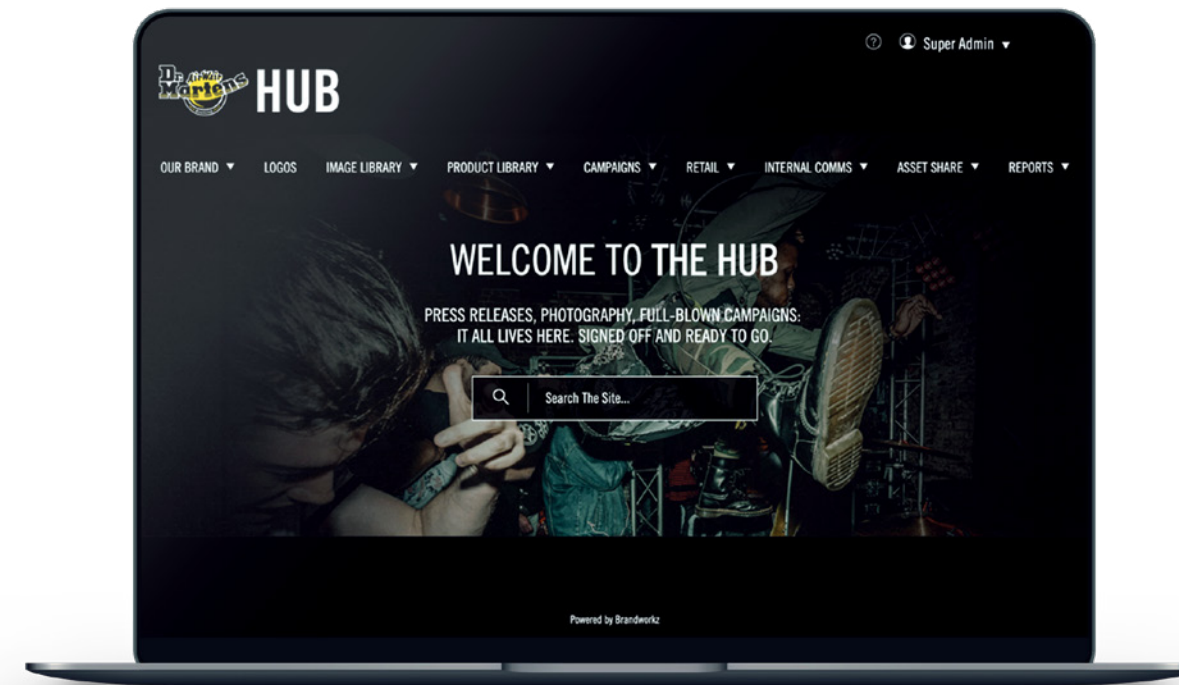 Super Admin
Dr. Martens
AirWair
HUB
OUR BRAND
LOGOS
IMAGE LIBRARY
PRODUCT LIBRARY
CAMPAIGNS
RETAIL
INTERNAL COMMS
ASSET SHARE
REPORTS
WELCOME TO THE HUB
PRESS RELEASES, PHOTOGRAPHY, FULL-BLOWN CAMPAIGNS:
IT ALL LIVES HERE. SIGNED OFF AND READY TO GO.
Search The Site...
Powered by Brandworkz